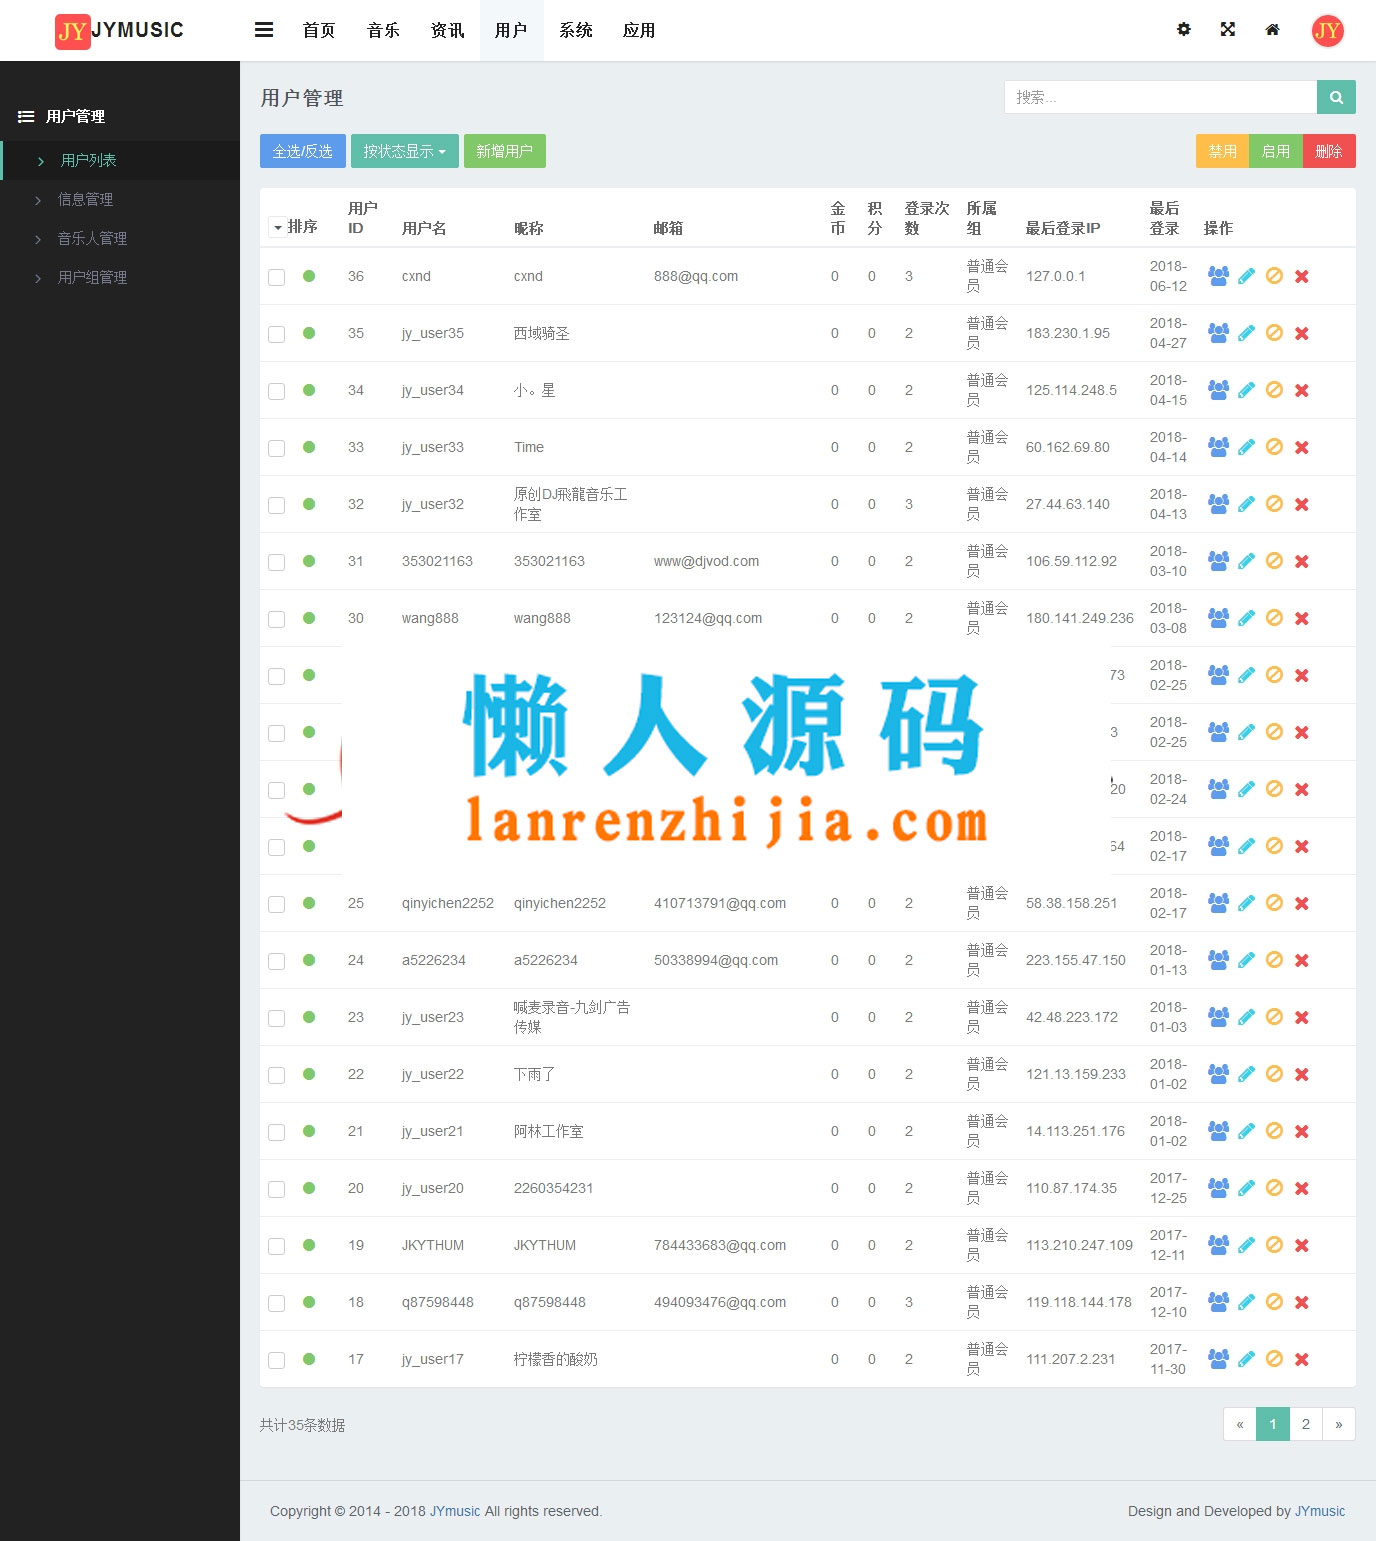 JY JYMUSIC 首页 音乐 资讯 用户 系统 应用 JY
用户管理
用户列表
信息管理
音乐人管理
用户组管理
用户管理 搜索...
全选/反选 按状态显示 新增用户 禁用 启用 删除
排序 用户ID 用户名 昵称 邮箱 金币 积分 登录次数 所属组 最后登录IP 最后登录 操作
36 cxnd cxnd 888@qq.com 0 0 3 普通会员 127.0.0.1 2018-06-12
35 jy_user35 西域骑圣 0 0 2 普通会员 183.230.1.95 2018-04-27
34 jy_user34 小。星 0 0 2 普通会员 125.114.248.5 2018-04-15
33 jy_user33 Time 0 0 2 普通会员 60.162.69.80 2018-04-14
32 jy_user32 原创DJ飛龍音乐工作室 0 0 3 普通会员 27.44.63.140 2018-04-13
31 353021163 353021163 www@djvod.com 0 0 2 普通会员 106.59.112.92 2018-03-10
30 wang888 wang888 123124@qq.com 0 0 2 普通会员 180.141.249.236 2018-03-08
73 2018-02-25
3 2018-02-25
20 2018-02-24
64 2018-02-17
懒人源码
lanrenzhijia.com
25 qinyichen2252 qinyichen2252 410713791@qq.com 0 0 2 普通会员 58.38.158.251 2018-02-17
24 a5226234 a5226234 50338994@qq.com 0 0 2 普通会员 223.155.47.150 2018-01-13
23 jy_user23 喊麦录音-九剑广告传媒 0 0 2 普通会员 42.48.223.172 2018-01-03
22 jy_user22 下雨了 0 0 2 普通会员 121.13.159.233 2018-01-02
21 jy_user21 阿林工作室 0 0 2 普通会员 14.113.251.176 2018-01-02
20 jy_user20 2260354231 0 0 2 普通会员 110.87.174.35 2017-12-25
19 JKYTHUM JKYTHUM 784433683@qq.com 0 0 2 普通会员 113.210.247.109 2017-12-11
18 q87598448 q87598448 494093476@qq.com 0 0 3 普通会员 119.118.144.178 2017-12-10
17 jy_user17 柠檬香的酸奶 0 0 2 普通会员 111.207.2.231 2017-11-30
共计35条数据 « 1 2 »
Copyright © 2014 - 2018 JYmusic All rights reserved. Design and Developed by JYmusic